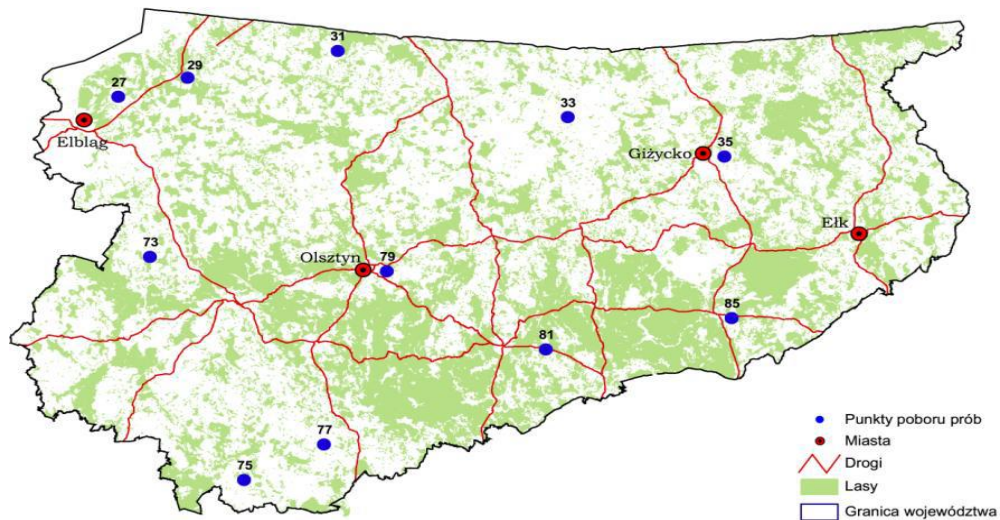 31
29
27
Elbląg
33
35
Giżycko
73
Olsztyn
79
Ełk
85
81
77
75
Punkty poboru prób
Miasta
Drogi
Lasy
Granica województwa